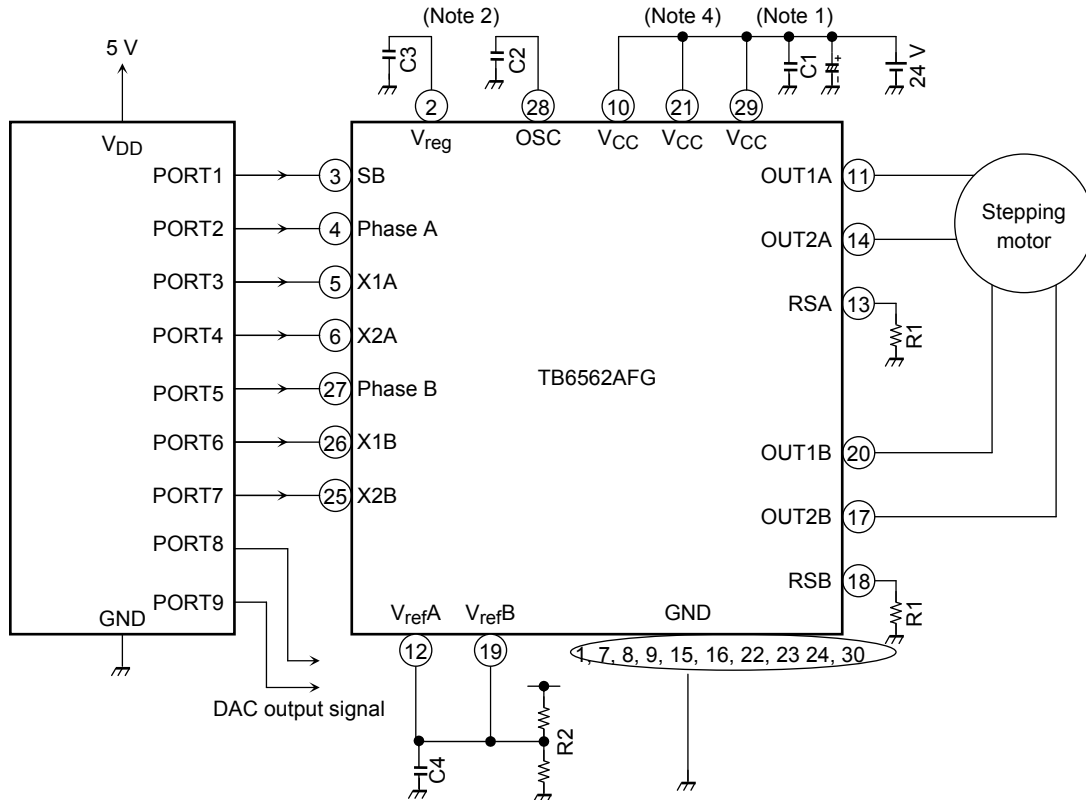 (Note 2)
(Note 4)
(Note 1)
5 V
C3
C2
C1
24 V
2
28
10
21
29
VDD
Vreg
OSC
VCC
VCC
VCC
PORT1
3
SB
OUT1A
11
PORT2
4
Phase A
OUT2A
14
Stepping
motor
PORT3
5
X1A
RSA
13
R1
PORT4
6
X2A
TB6562AFG
PORT5
27
Phase B
PORT6
26
X1B
OUT1B
20
PORT7
25
X2B
OUT2B
17
PORT8
RSB
18
R1
PORT9
GND
VrefA
VrefB
GND
12
19
1, 7, 8, 9, 15, 16, 22, 23 24, 30
DAC output signal
C4
R2